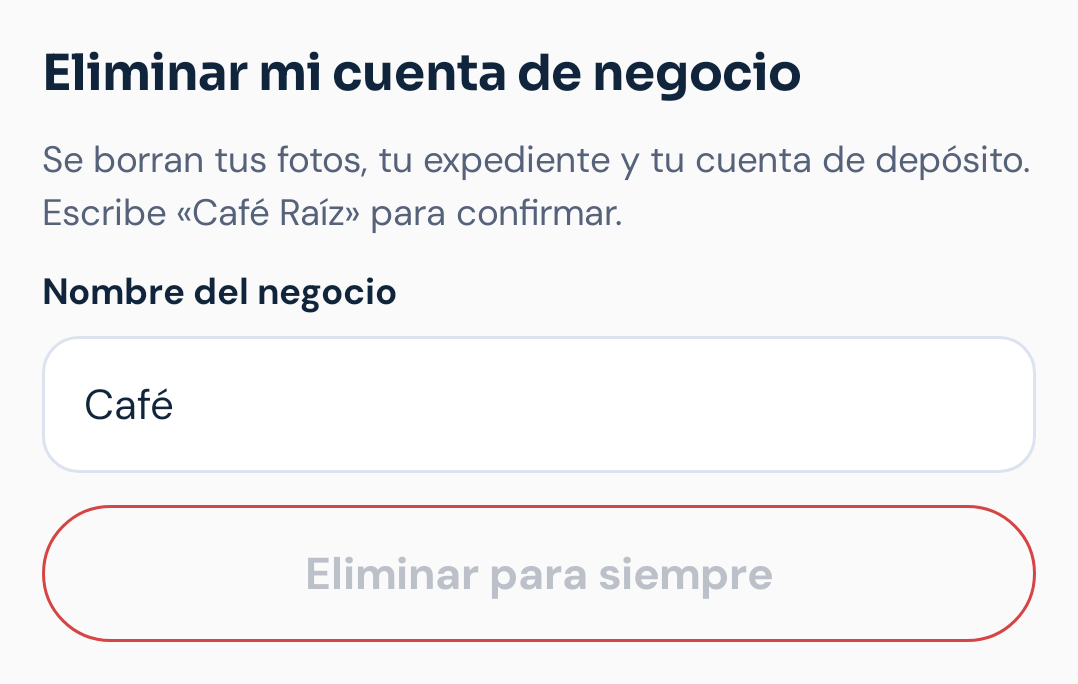 Eliminar mi cuenta de negocio
Se borran tus fotos, tu expediente y tu cuenta de depósito.
Escribe «Café Raíz» para confirmar.
Nombre del negocio
Café
Eliminar para siempre